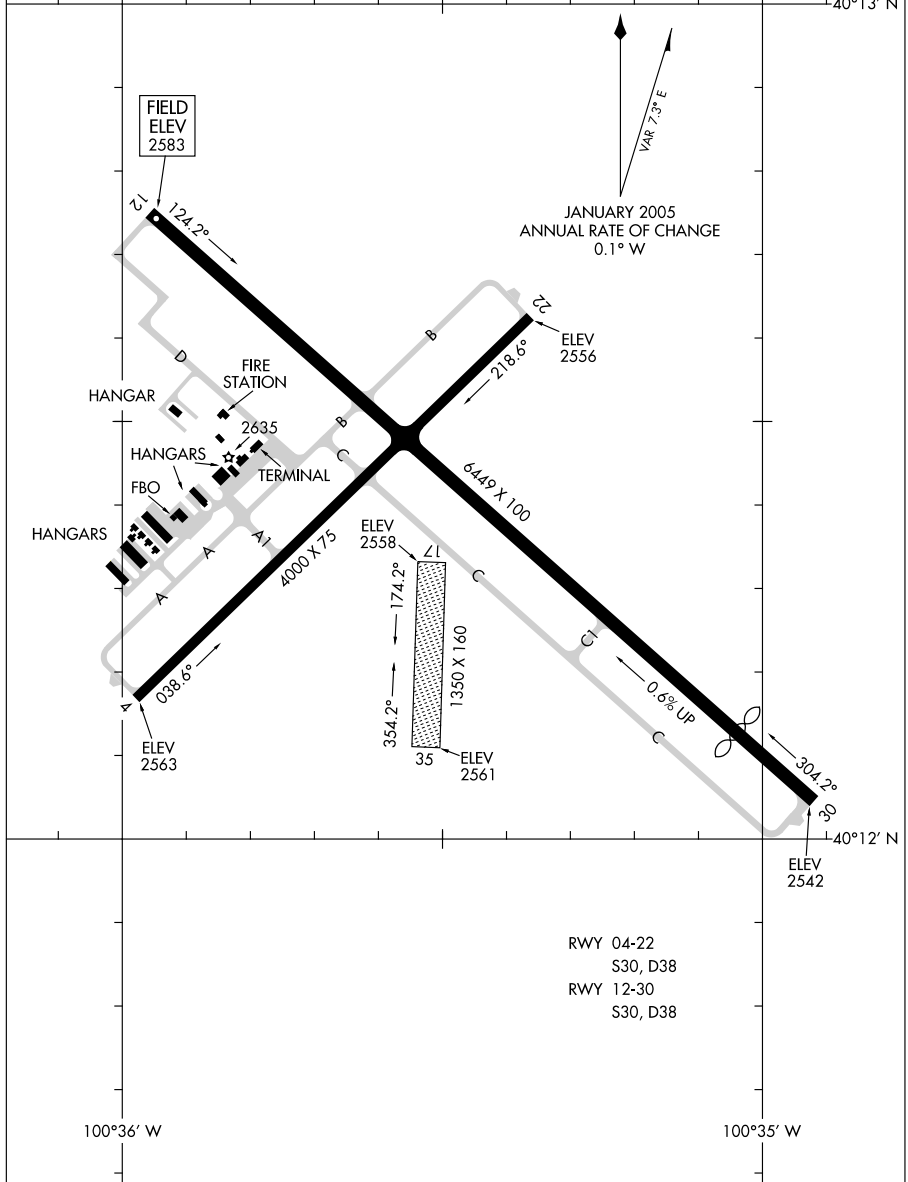 40°13' N
VAR 7.3° E
JANUARY 2005
ANNUAL RATE OF CHANGE
0.1° W
FIELD
ELEV
2583
12
124.2°
22
ELEV
2556
218.6°
B
D
HANGAR
FIRE
STATION
B
2635
HANGARS
TERMINAL
C
6449 X 100
FBO
HANGARS
A
A1
4000 X 75
ELEV
2558
17
174.2°
C
A
1350 X 160
C1
354.2°
038.6°
0.6% UP
4
ELEV
2563
35
ELEV
2561
C
304.2°
30
40°12' N
ELEV
2542
RWY 04-22
S30, D38
RWY 12-30
S30, D38
100°36' W
100°35' W